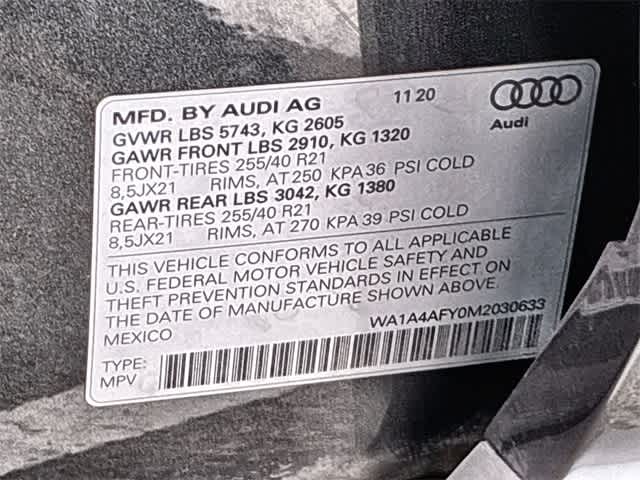 MFD. BY AUDI AG 11 20
Audi
GVWR LBS 5743, KG 2605
GAWR FRONT LBS 2910, KG 1320
FRONT-TIRES 255/40 R21
8,5JX21 RIMS, AT 250 KPA 36 PSI COLD
GAWR REAR LBS 3042, KG 1380
REAR-TIRES 255/40 R21
8,5JX21 RIMS, AT 270 KPA 39 PSI COLD
THIS VEHICLE CONFORMS TO ALL APPLICABLE
U.S. FEDERAL MOTOR VEHICLE SAFETY AND
THEFT PREVENTION STANDARDS IN EFFECT ON
THE DATE OF MANUFACTURE SHOWN ABOVE.
MEXICO WA1A4AFY0M2030633
TYPE:
MPV